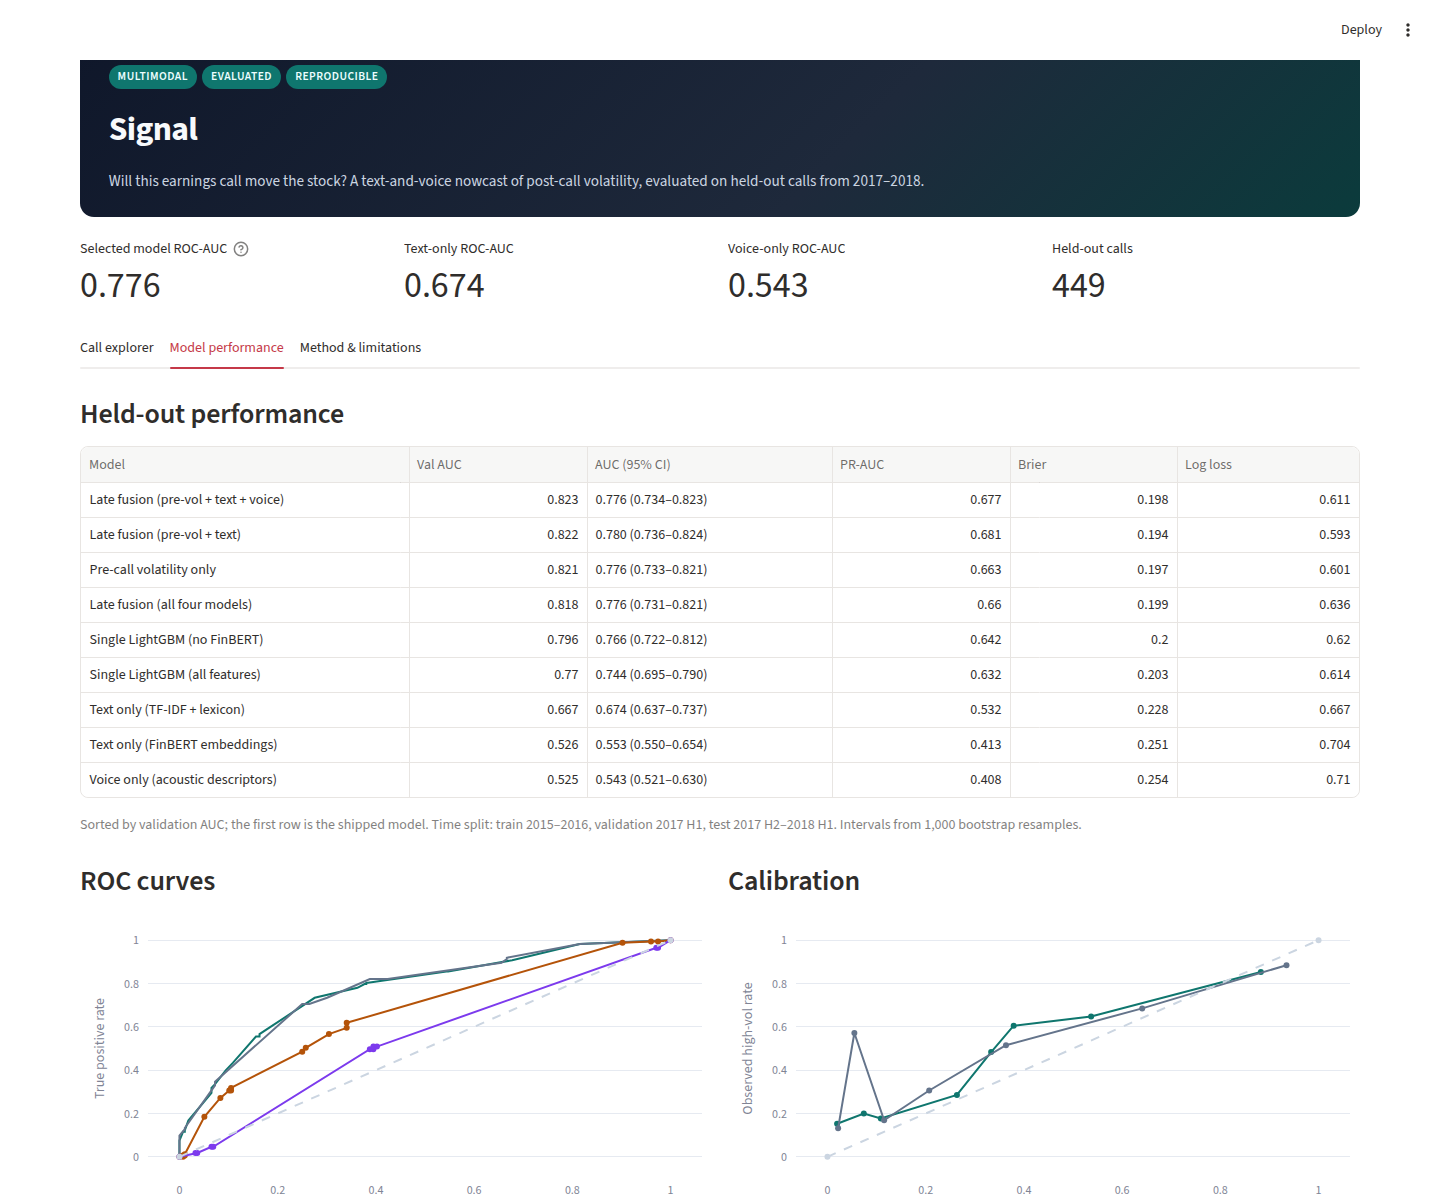 Deploy
MULTIMODAL EVALUATED REPRODUCIBLE
Signal
Will this earnings call move the stock? A text-and-voice nowcast of post-call volatility, evaluated on held-out calls from 2017–2018.
Selected model ROC-AUC Text-only ROC-AUC Voice-only ROC-AUC Held-out calls
0.776 0.674 0.543 449
Call explorer Model performance Method & limitations
Held-out performance
Model Val AUC AUC (95% CI) PR-AUC Brier Log loss
Late fusion (pre-vol + text + voice) 0.823 0.776 (0.734–0.823) 0.677 0.198 0.611
Late fusion (pre-vol + text) 0.822 0.780 (0.736–0.824) 0.681 0.194 0.593
Pre-call volatility only 0.821 0.776 (0.733–0.821) 0.663 0.197 0.601
Late fusion (all four models) 0.818 0.776 (0.731–0.821) 0.66 0.199 0.636
Single LightGBM (no FinBERT) 0.796 0.766 (0.722–0.812) 0.642 0.2 0.62
Single LightGBM (all features) 0.77 0.744 (0.695–0.790) 0.632 0.203 0.614
Text only (TF-IDF + lexicon) 0.667 0.674 (0.637–0.737) 0.532 0.228 0.667
Text only (FinBERT embeddings) 0.526 0.553 (0.550–0.654) 0.413 0.251 0.704
Voice only (acoustic descriptors) 0.525 0.543 (0.521–0.630) 0.408 0.254 0.71
Sorted by validation AUC; the first row is the shipped model. Time split: train 2015–2016, validation 2017 H1, test 2017 H2–2018 H1. Intervals from 1,000 bootstrap resamples.
ROC curves
True positive rate
1
0.8
0.6
0.4
0.2
0
0 0.2 0.4 0.6 0.8 1
Calibration
Observed high-vol rate
1
0.8
0.6
0.4
0.2
0
0 0.2 0.4 0.6 0.8 1